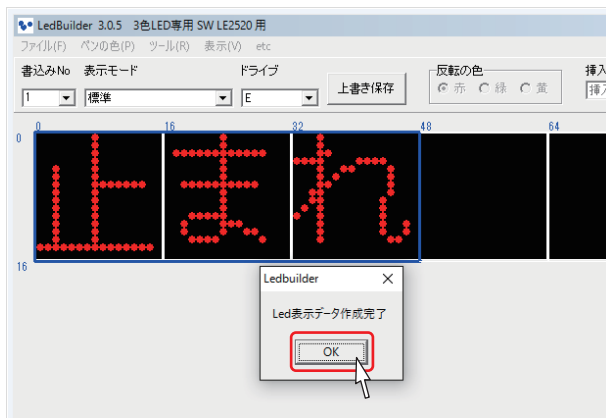 LedBuilder 3.0.5 3色LED専用 SW LE2520 用
ファイル(F) ペンの色(P) ツール(R) 表示(V) etc
書込みNo 表示モード ドライブ 反転の色
1 標準 E 上書き保存 赤 緑 黄
0 16 32 48 64
0
止まれ
16
Ledbuilder
Led表示データ作成完了
OK